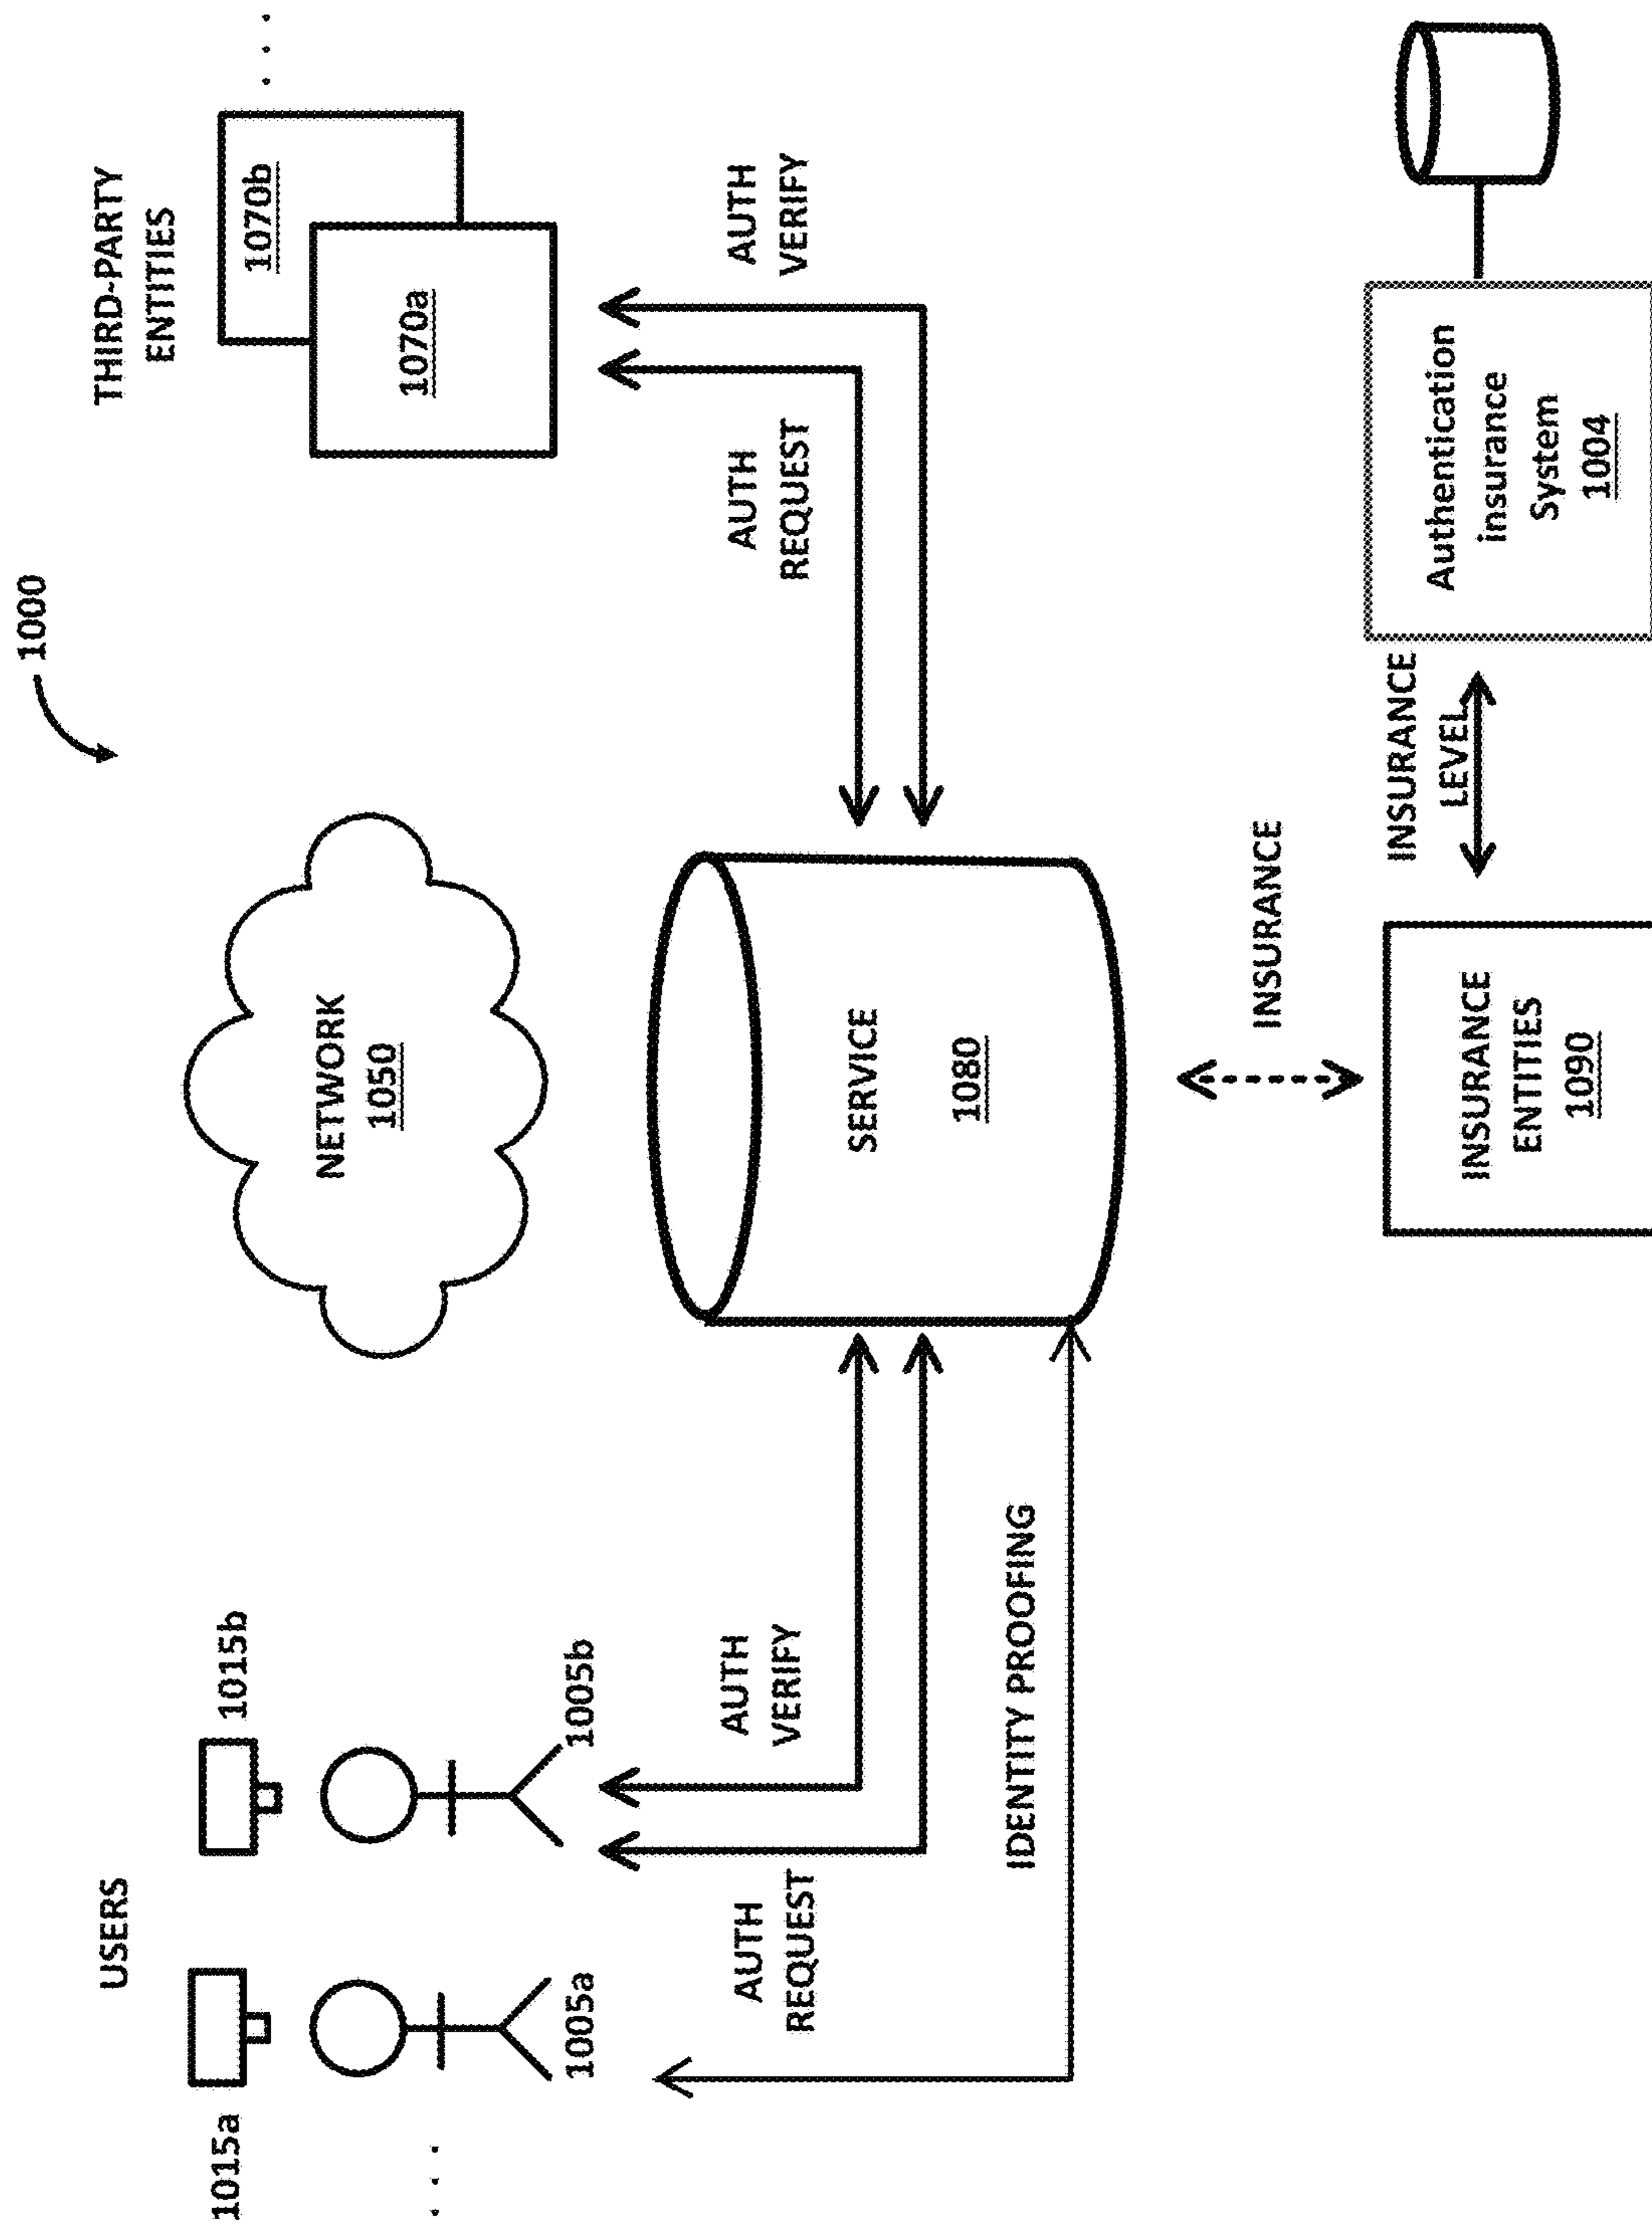 1000
USERS
THIRD-PARTY
ENTITIES
1015a
1015b
NETWORK
1050
1070b
1070a
1005a
1005b
AUTH
REQUEST
AUTH
VERIFY
AUTH
REQUEST
AUTH
VERIFY
SERVICE
1080
IDENTITY PROOFING
INSURANCE
INSURANCE
LEVEL
INSURANCE
ENTITIES
1090
Authentication
insurance
System
1004